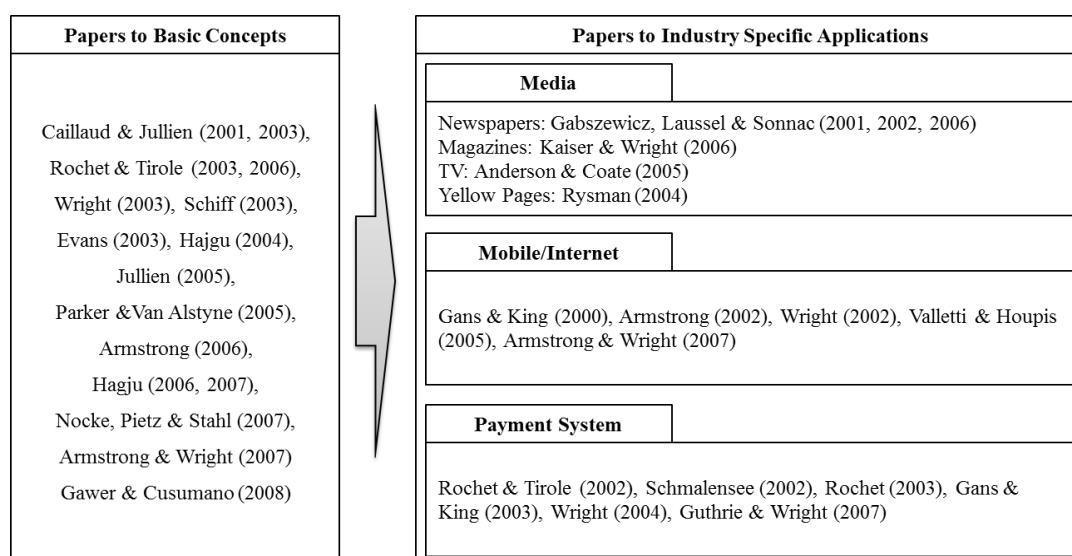 Papers to Basic Concepts
Caillaud & Jullien (2001, 2003),
Rochet & Tirole (2003, 2006),
Wright (2003), Schiff (2003),
Evans (2003), Hajgu (2004),
Jullien (2005),
Parker &Van Alstyne (2005),
Armstrong (2006),
Hagju (2006, 2007),
Nocke, Pietz & Stahl (2007),
Armstrong & Wright (2007)
Gawer & Cusumano (2008)
Papers to Industry Specific Applications
Media
Newspapers: Gabszewicz, Laussel & Sonnac (2001, 2002, 2006)
Magazines: Kaiser & Wright (2006)
TV: Anderson & Coate (2005)
Yellow Pages: Rysman (2004)
Mobile/Internet
Gans & King (2000), Armstrong (2002), Wright (2002), Valletti & Houpis
(2005), Armstrong & Wright (2007)
Payment System
Rochet & Tirole (2002), Schmalensee (2002), Rochet (2003), Gans &
King (2003), Wright (2004), Guthrie & Wright (2007)